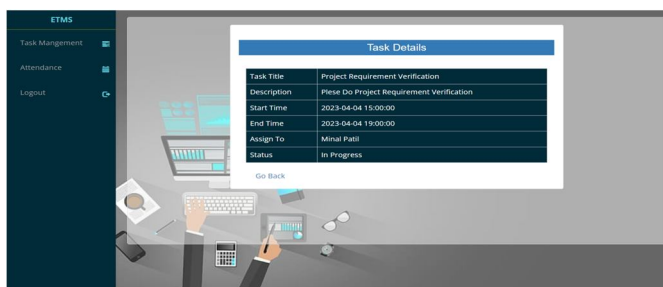 ETMS
Task Mangement
Attendance
Logout
Task Details
Task Title Project Requirement Verification
Description Plese Do Project Requirement Verification
Start Time 2023-04-04 15:00:00
End Time 2023-04-04 19:00:00
Assign To Minal Patil
Status In Progress
Go Back